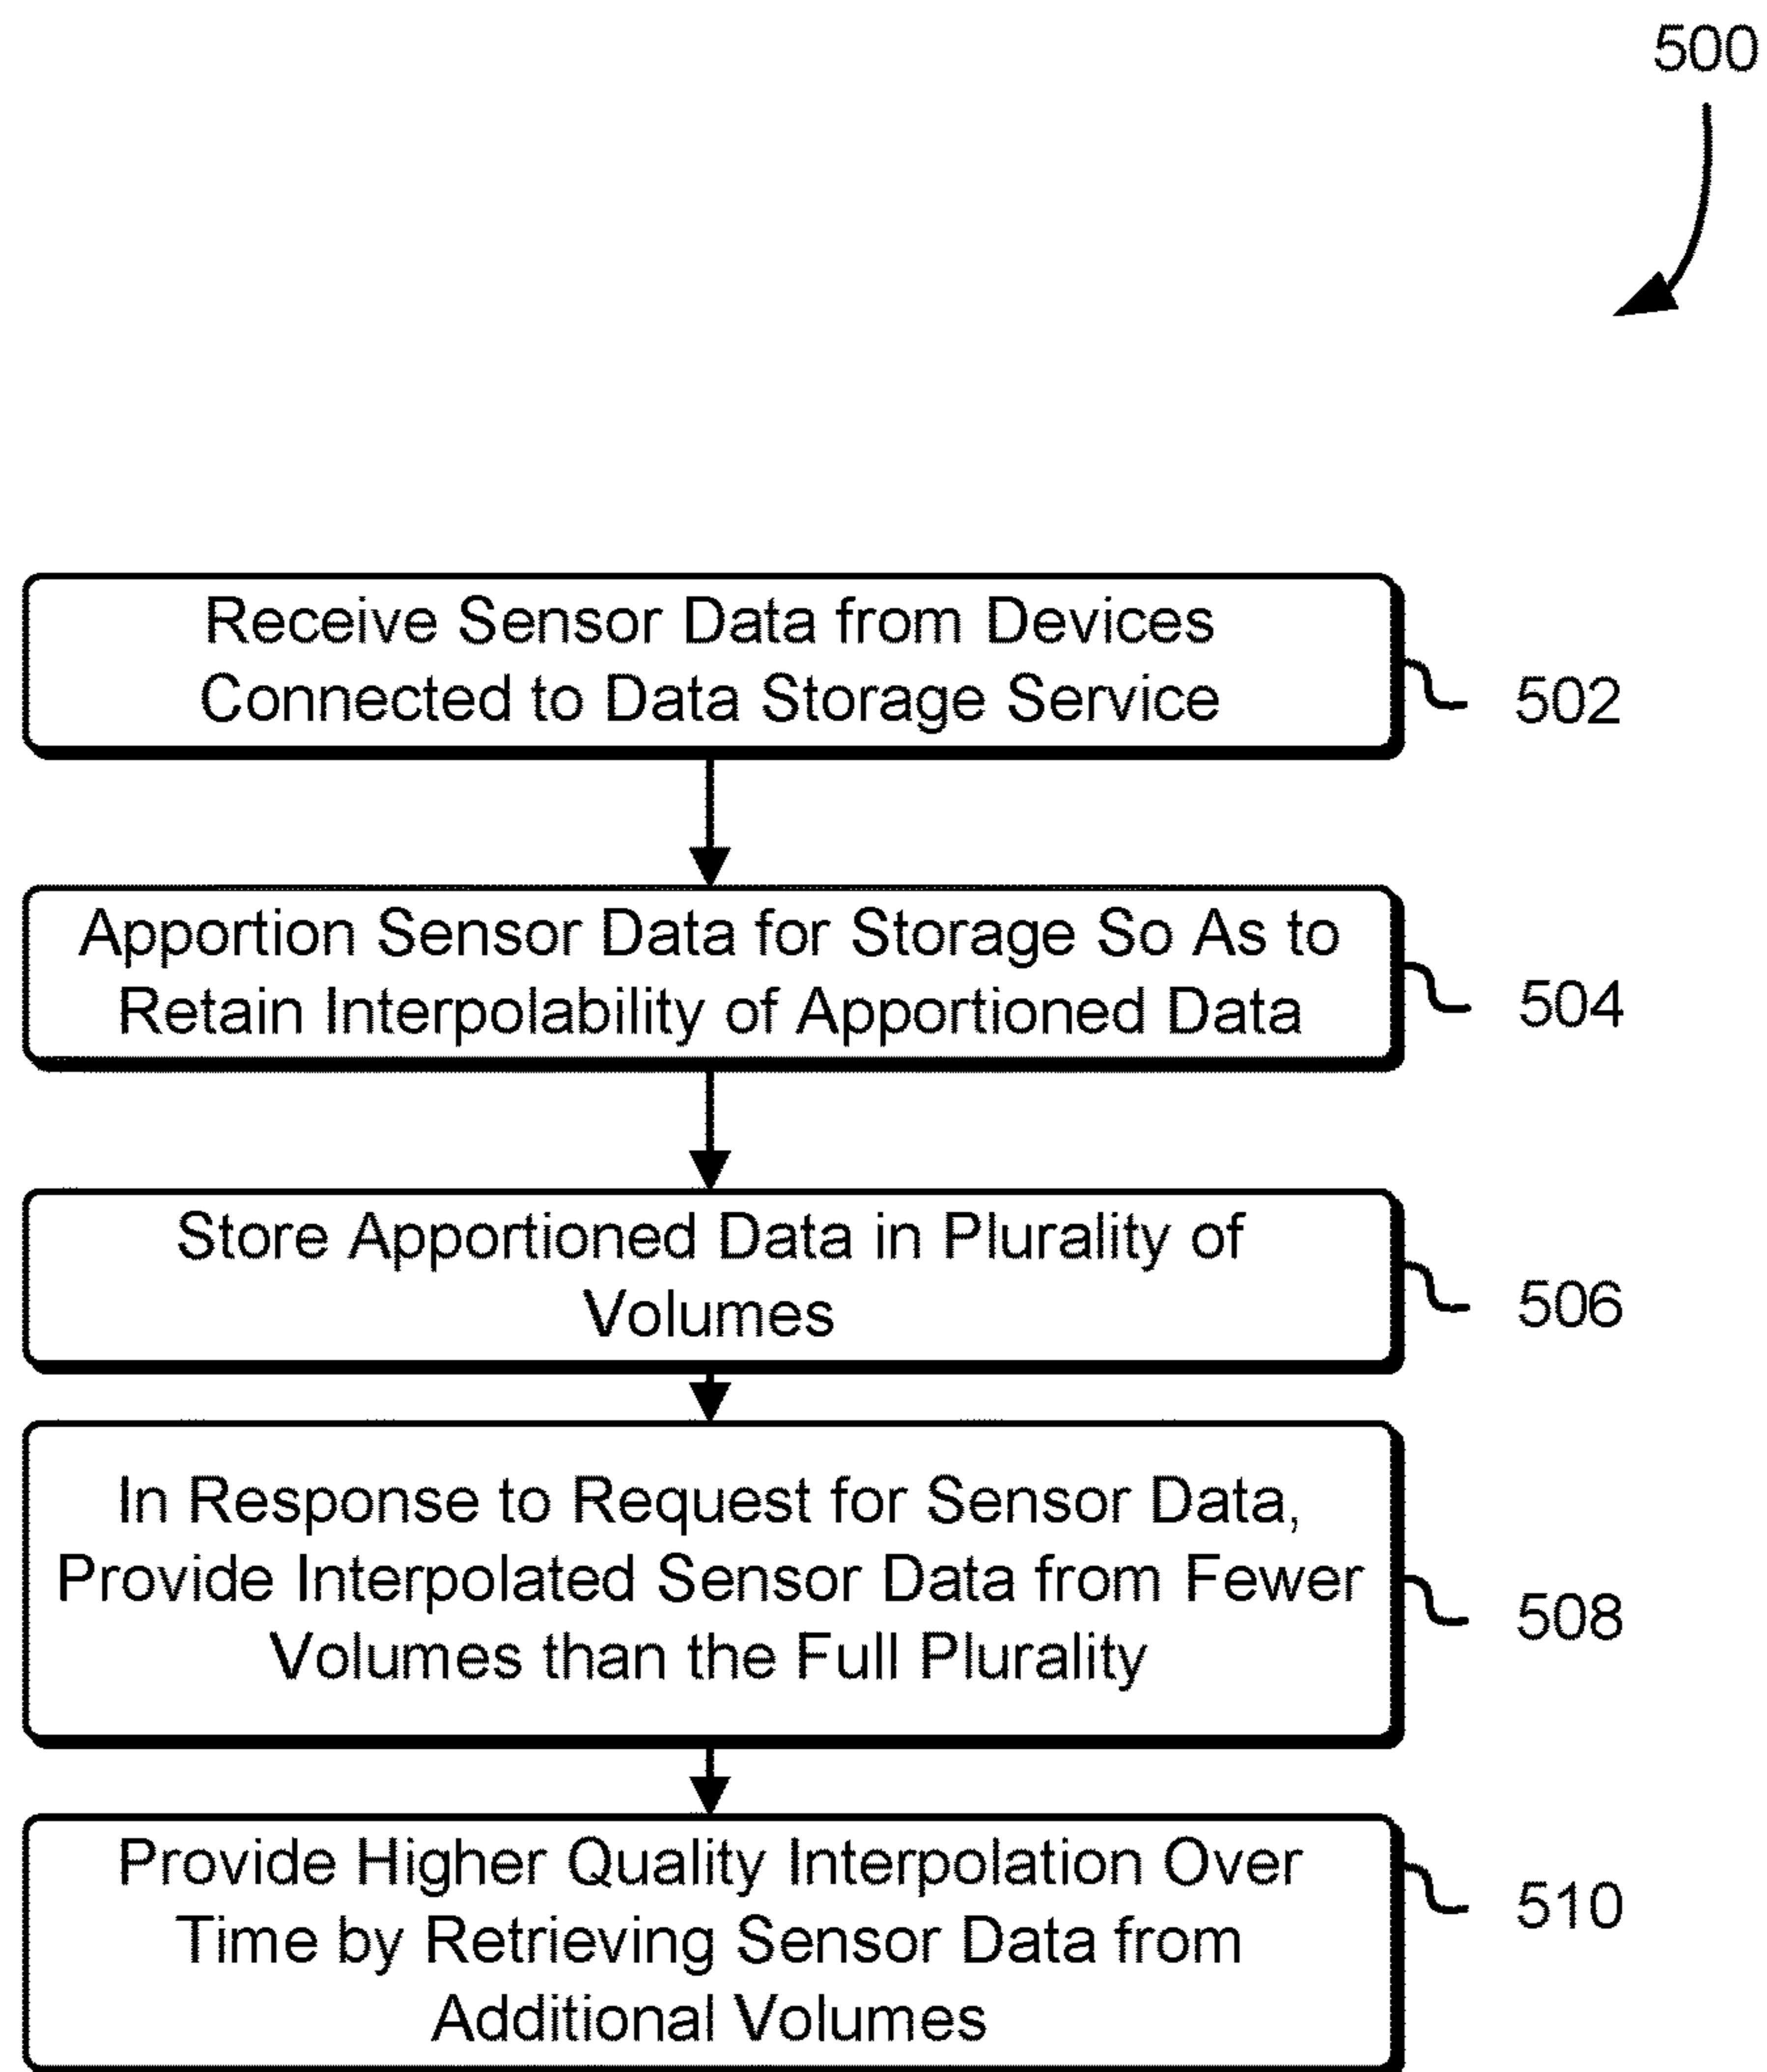 500
Receive Sensor Data from Devices
Connected to Data Storage Service
502
Apportion Sensor Data for Storage So As to
Retain Interpolability of Apportioned Data
504
Store Apportioned Data in Plurality of
Volumes
506
In Response to Request for Sensor Data,
Provide Interpolated Sensor Data from Fewer
Volumes than the Full Plurality
508
Provide Higher Quality Interpolation Over
Time by Retrieving Sensor Data from
Additional Volumes
510